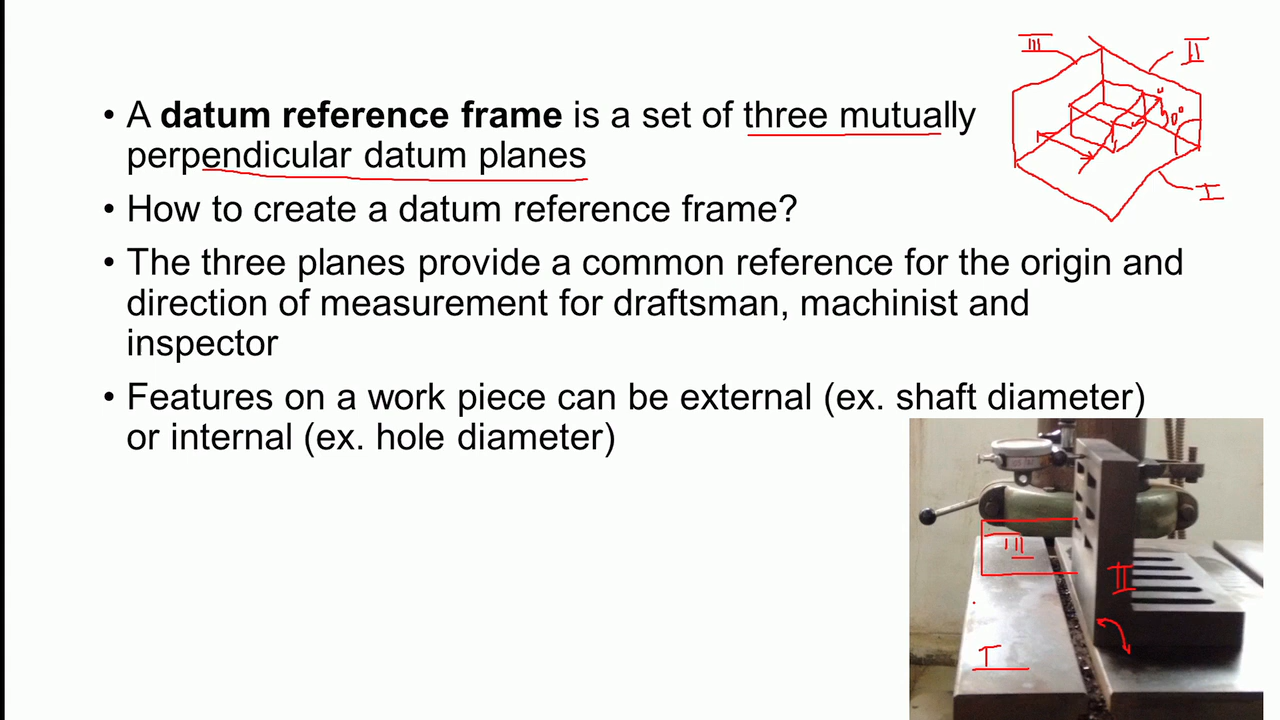 III
II
• A datum reference frame is a set of three mutually
90°
perpendicular datum planes
I
• How to create a datum reference frame?
• The three planes provide a common reference for the origin and
direction of measurement for draftsman, machinist and
inspector
• Features on a work piece can be external (ex. shaft diameter)
or internal (ex. hole diameter)
III
II
I